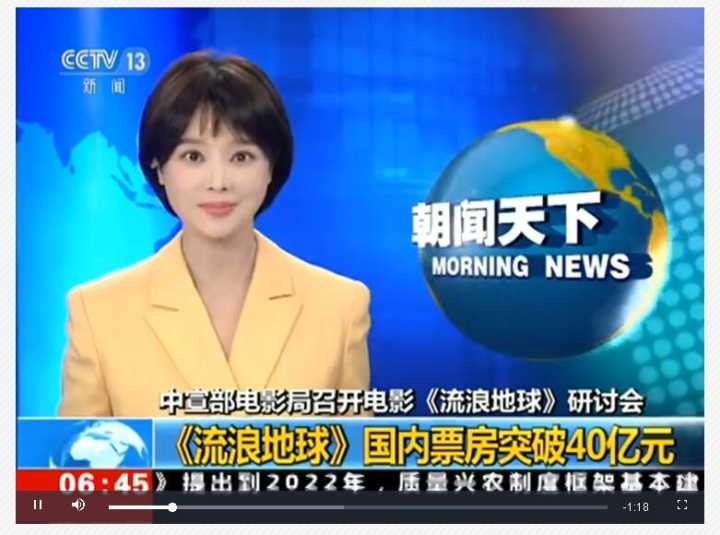 CCTV 13
新闻
朝闻天下
MORNING NEWS
中宣部电影局召开电影《流浪地球》研讨会
《流浪地球》国内票房突破40亿元
06:45 》提出到2022年，质量兴农制度框架基本建
-1:18